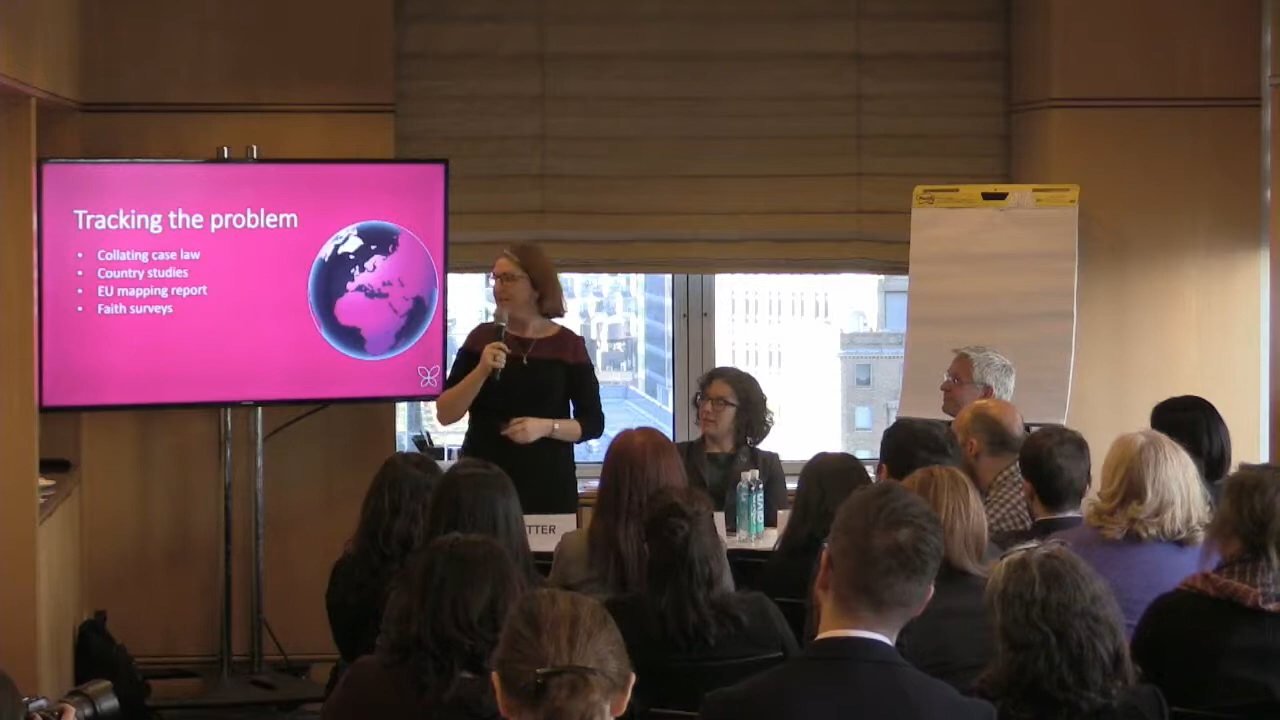 Tracking the problem
• Collating case law
• Country studies
• EU mapping report
• Faith surveys
TTER